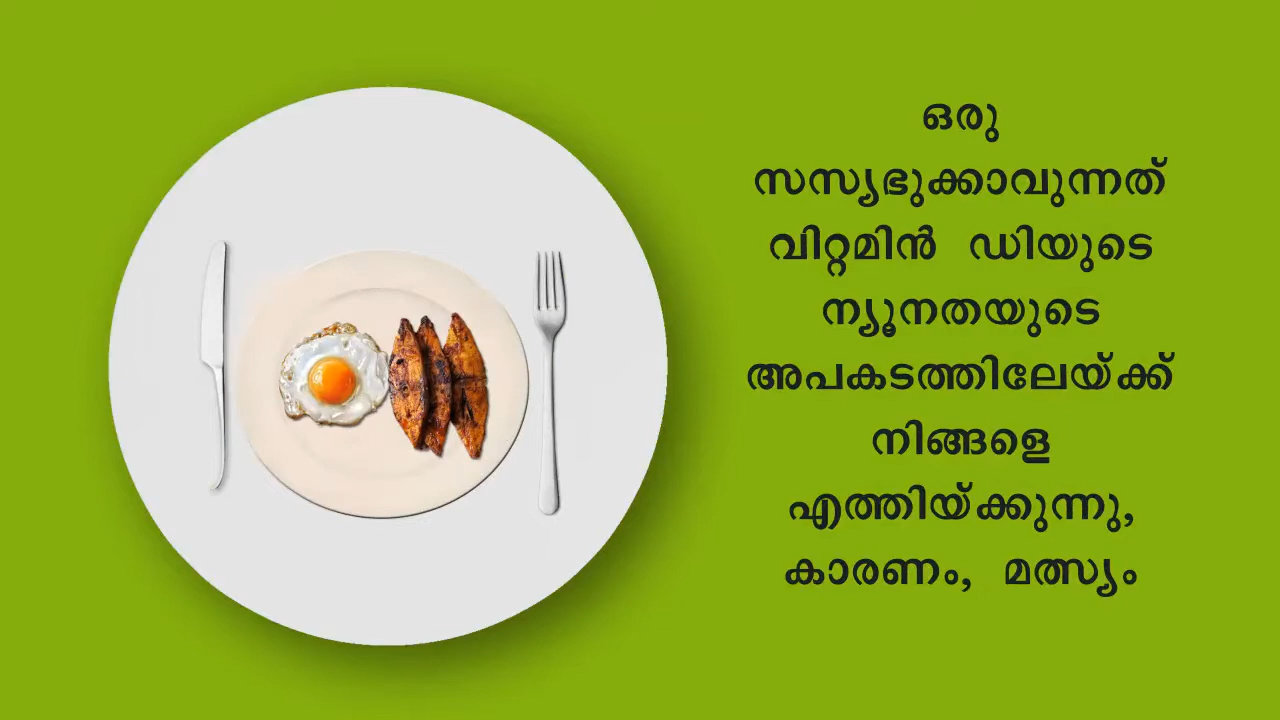 ഒരു
സസ്യഭുക്കാവുന്നത്
വിറ്റമിൻ ഡിയുടെ
ന്യൂനതയുടെ
അപകടത്തിലേയ്ക്ക്
നിങ്ങളെ
എത്തിയ്ക്കുന്നു,
കാരണം, മത്സ്യം